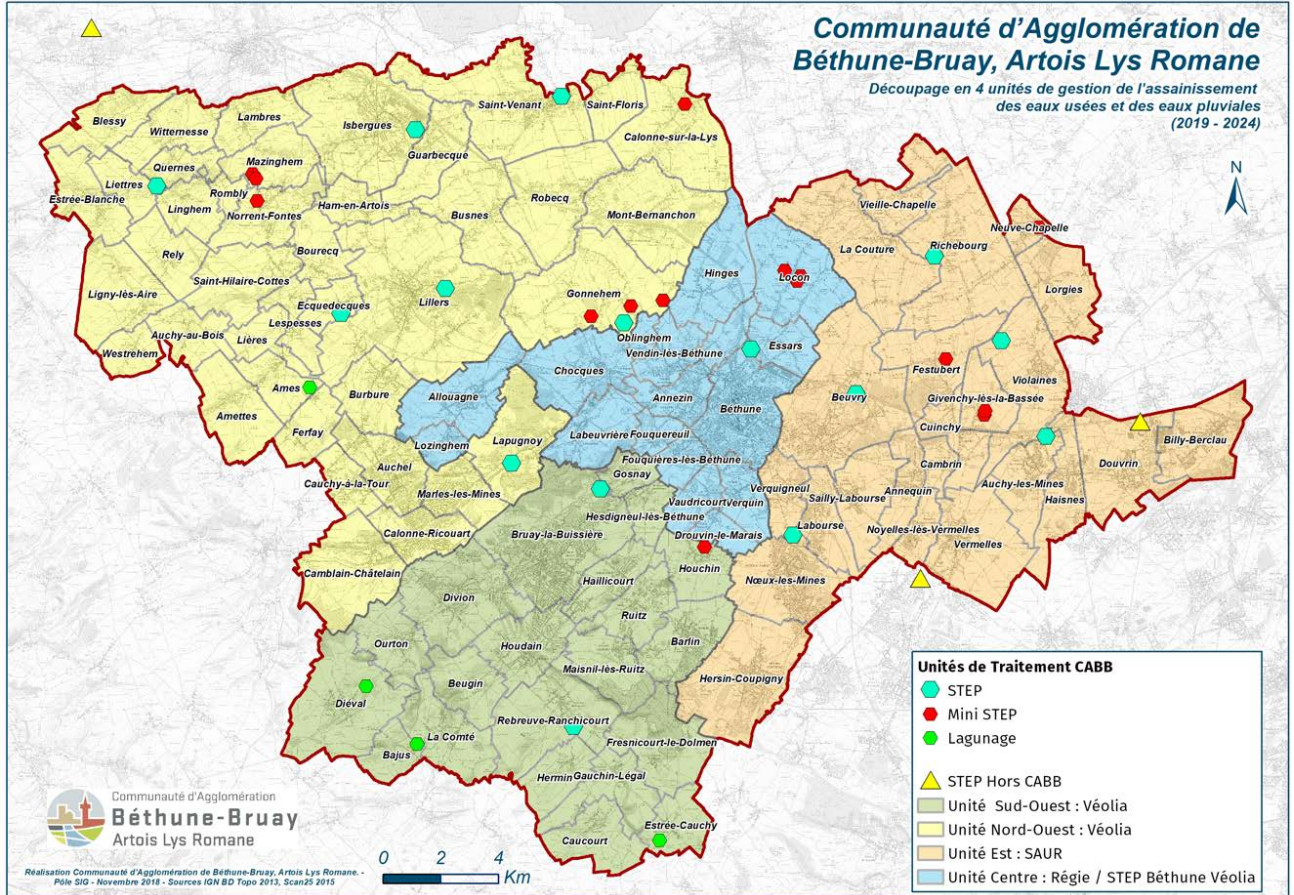 Communauté d'Agglomération de
Béthune-Bruay, Artois Lys Romane
Découpage en 4 unités de gestion de l'assainissement
des eaux usées et des eaux pluviales
(2019 - 2024)
N
Saint-Venant
Saint-Floris
Calonne-sur-la-Lys
Blessy
Witternesse
Lambres
Isbergues
Guarbecque
Quernes
Mazinghem
Liettres
Rombly
Estrée-Blanche
Linghem
Norrent-Fontes
Ham-en-Artois
Robecq
Busnes
Mont-Bernanchon
Rely
Bourecq
Saint-Hilaire-Cottes
Ligny-lès-Aire
Ecquedecques
Lillers
Gonnehem
Lespesses
Auchy-au-Bois
Lières
Westrehem
Ames
Burbure
Amettes
Ferfay
Allouagne
Lozinghem
Lapugnoy
Auchel
Cauchy-à-la-Tour
Marles-les-Mines
Calonne-Ricouart
Camblain-Châtelain
Hinges
Locon
Oblinghem
Vendin-lès-Béthune
Essars
Chocques
Annezin
Béthune
Labeuvrière
Fouquereuil
Fouquières-lès-Béthune
Vaudricourt
Verquin
Drouvin-le-Marais
Vieille-Chapelle
La Couture
Richebourg
Neuve-Chapelle
Lorgies
Festubert
Violaines
Beuvry
Givenchy-lès-la-Bassée
Cuinchy
Cambrin
Douvrin
Billy-Berclau
Verquigneul
Sailly-Labourse
Annequin
Auchy-les-Mines
Haisnes
Labourse
Noyelles-lès-Vermelles
Vermelles
Nœux-les-Mines
Hersin-Coupigny
Gosnay
Hesdigneul-lès-Béthune
Bruay-la-Buissière
Houchin
Haillicourt
Divion
Ruitz
Ourton
Houdain
Barlin
Maisnil-lès-Ruitz
Beugin
Diéval
La Comté
Rebreuve-Ranchicourt
Bajus
Fresnicourt-le-Dolmen
Hermin
Gauchin-Légal
Estrée-Cauchy
Caucourt
Unités de Traitement CABB
STEP
Mini STEP
Lagunage
STEP Hors CABB
Unité Sud-Ouest : Véolia
Unité Nord-Ouest : Véolia
Unité Est : SAUR
Unité Centre : Régie / STEP Béthune Véolia
Communauté d'Agglomération
Béthune-Bruay
Artois Lys Romane
0 2 4
Km
Réalisation Communauté d'Agglomération de Béthune-Bruay, Artois Lys Romane. -
Pôle SIG - Novembre 2018 - Sources IGN BD Topo 2013, Scan25 2015